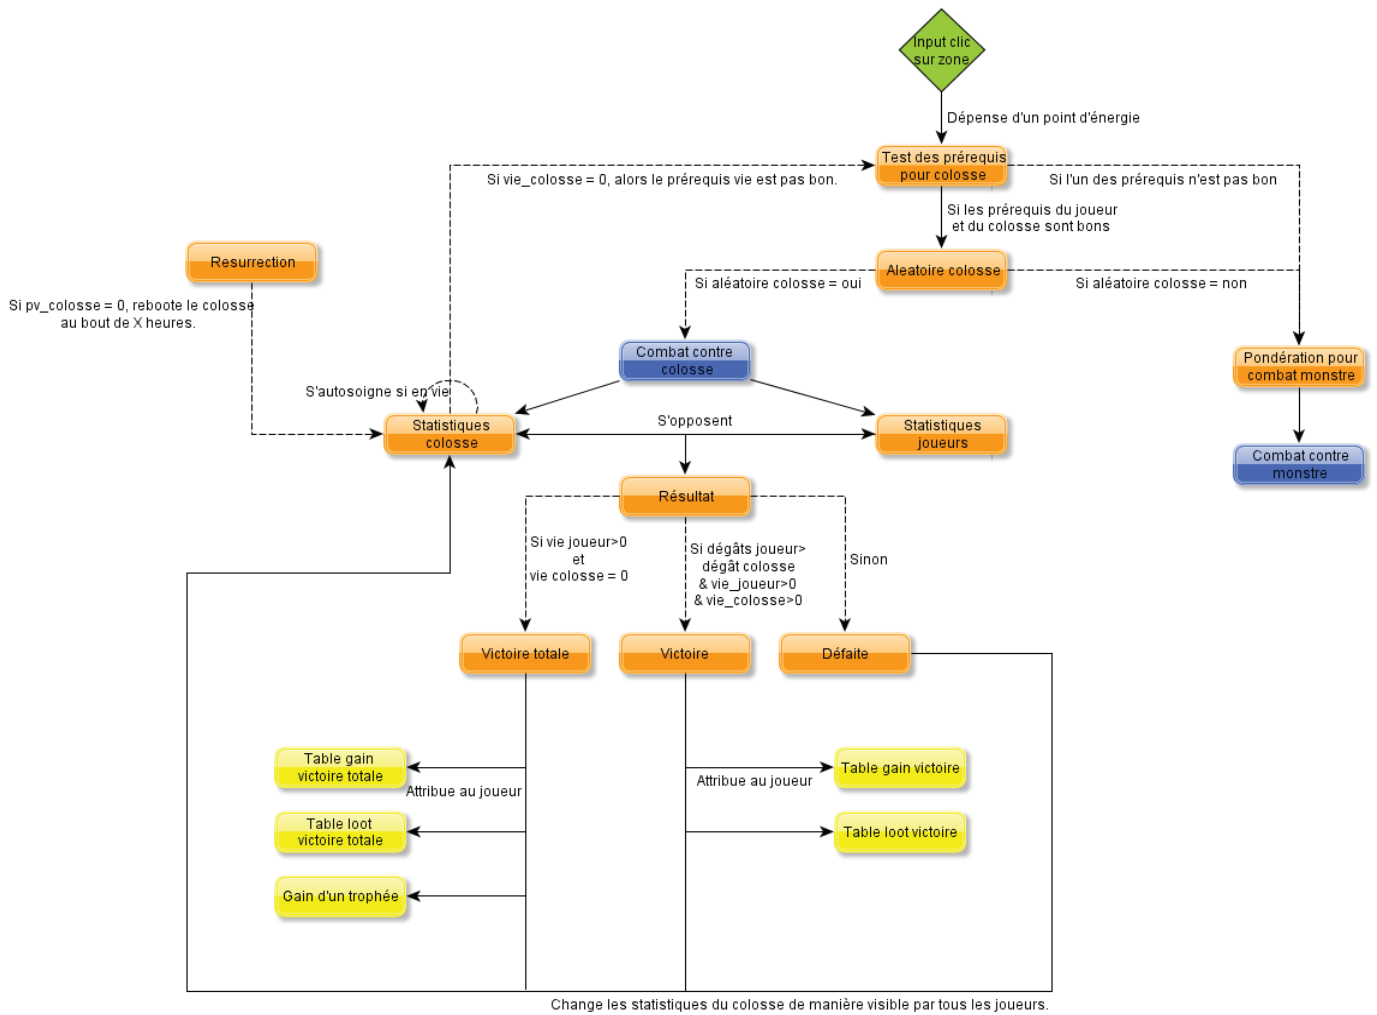 Input clic
sur zone
Dépense d'un point d'énergie
Test des prérequis
pour colosse
Si vie_colosse = 0, alors le prérequis vie est pas bon.
Si l'un des prérequis n'est pas bon
Si les prérequis du joueur
et du colosse sont bons
Resurrection
Aleatoire colosse
Si aléatoire colosse = oui
Si aléatoire colosse = non
Si pv_colosse = 0, reboote le colosse
au bout de X heures.
Combat contre
colosse
Pondération pour
combat monstre
S'autosoigne si en vie
Statistiques
colosse
S'opposent
Statistiques
joueurs
Combat contre
monstre
Résultat
Si vie joueur>0
et
vie colosse = 0
Si dégâts joueur>
dégât colosse
& vie_joueur>0
& vie_colosse>0
Sinon
Victoire totale
Victoire
Défaite
Table gain
victoire totale
Attribue au joueur
Table gain victoire
Attribue au joueur
Table loot
victoire totale
Table loot victoire
Gain d'un trophée
Change les statistiques du colosse de manière visible par tous les joueurs.